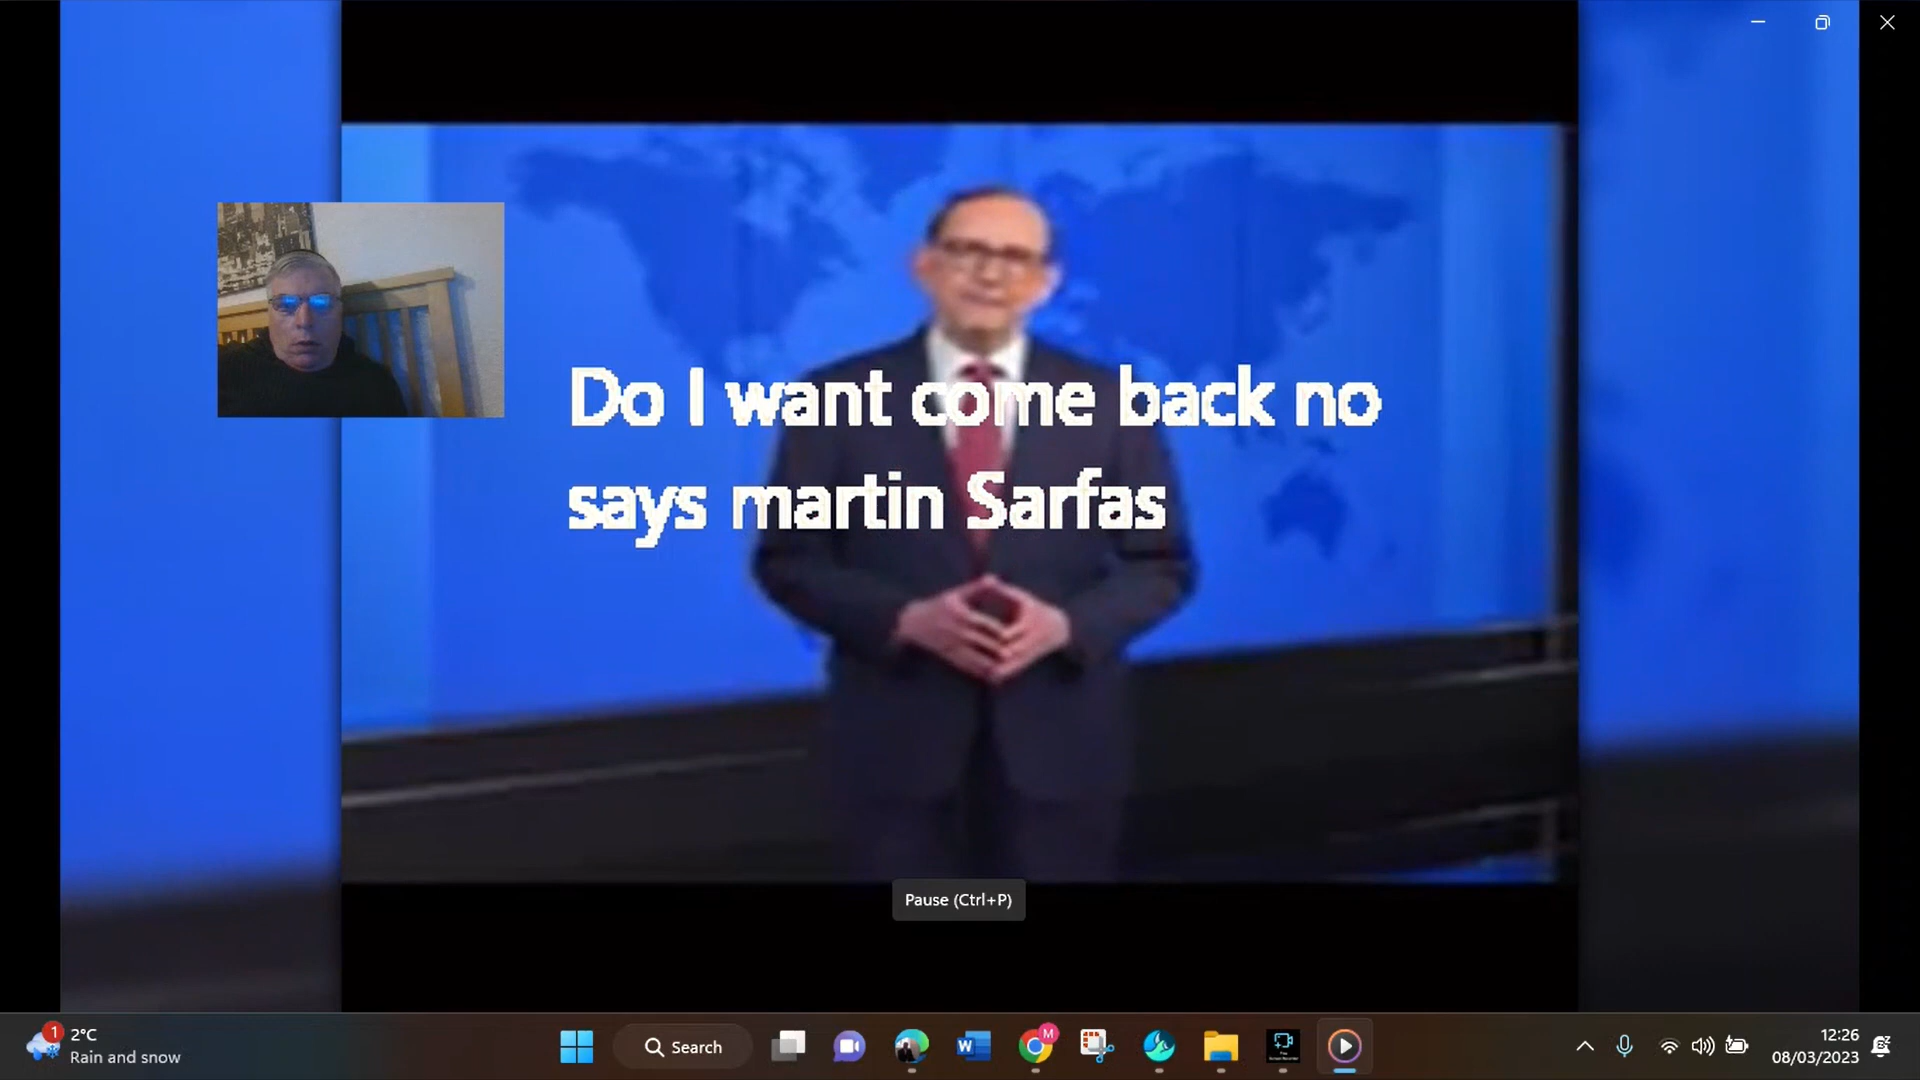 Do I want come back no
says martin Sarfas
Pause (Ctrl+P)
1
2°C
Rain and snow
Search
W
M
12:26
08/03/2023